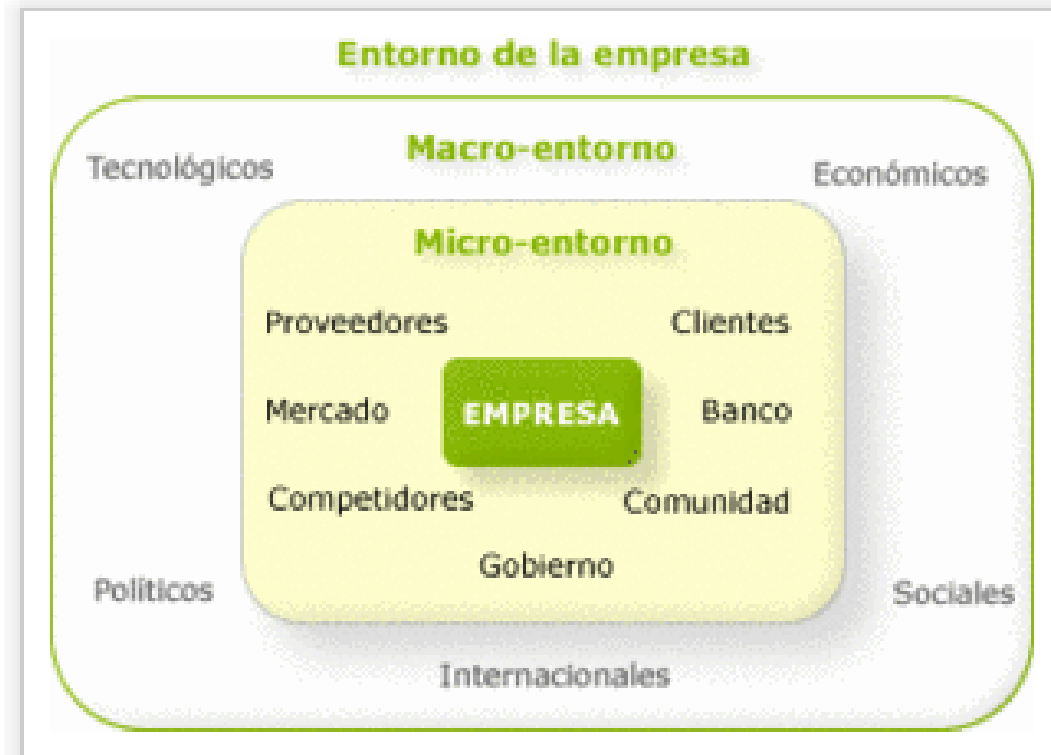 Entorno de la empresa
Macro-entorno
Tecnológicos
Económicos
Micro-entorno
Proveedores
Clientes
Mercado
EMPRESA
Banco
Competidores
Comunidad
Gobierno
Políticos
Sociales
Internacionales